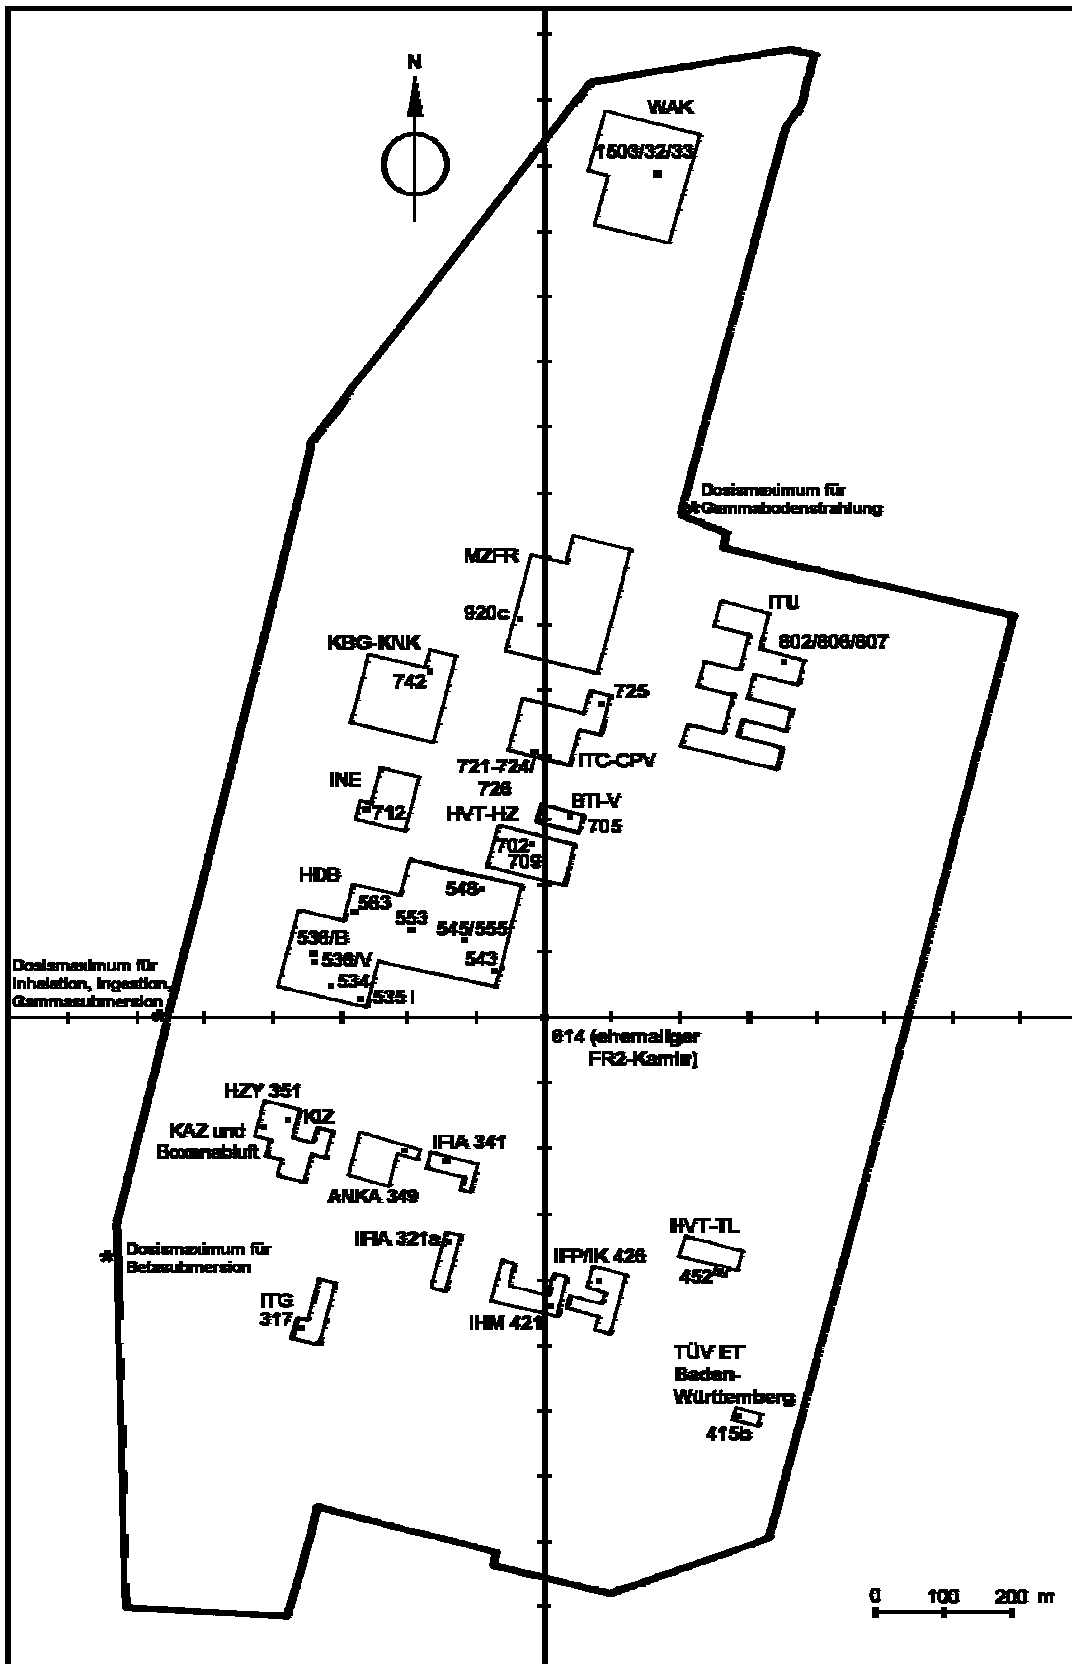 N
WAK
1503/32/33
Dosismaximum für
Gammabodenstrahlung
MZFR
920c
ITU
802/806/807
KBG-KNK
742
725
721-724/
726
ITC-CPV
INE
712
HVT-HZ
BTI-V
705
702
709
HDB
548
563
553
545/555
536/B
536/V
543
534
535 I
Dosismaximum für
Inhalation, Ingestion,
Gammasubmersion
614 (ehemaliger
FR2-Kamin)
HZY 351
KIZ
KAZ und
Boxenabluft
IFIA 341
ANKA 349
IFIA 321a
HVT-TL
452
Dosismaximum für
Betasubmersion
IFP/IK 426
ITG
317
IHM 421
TÜV ET
Baden-
Württemberg
415b
0 100 200 m